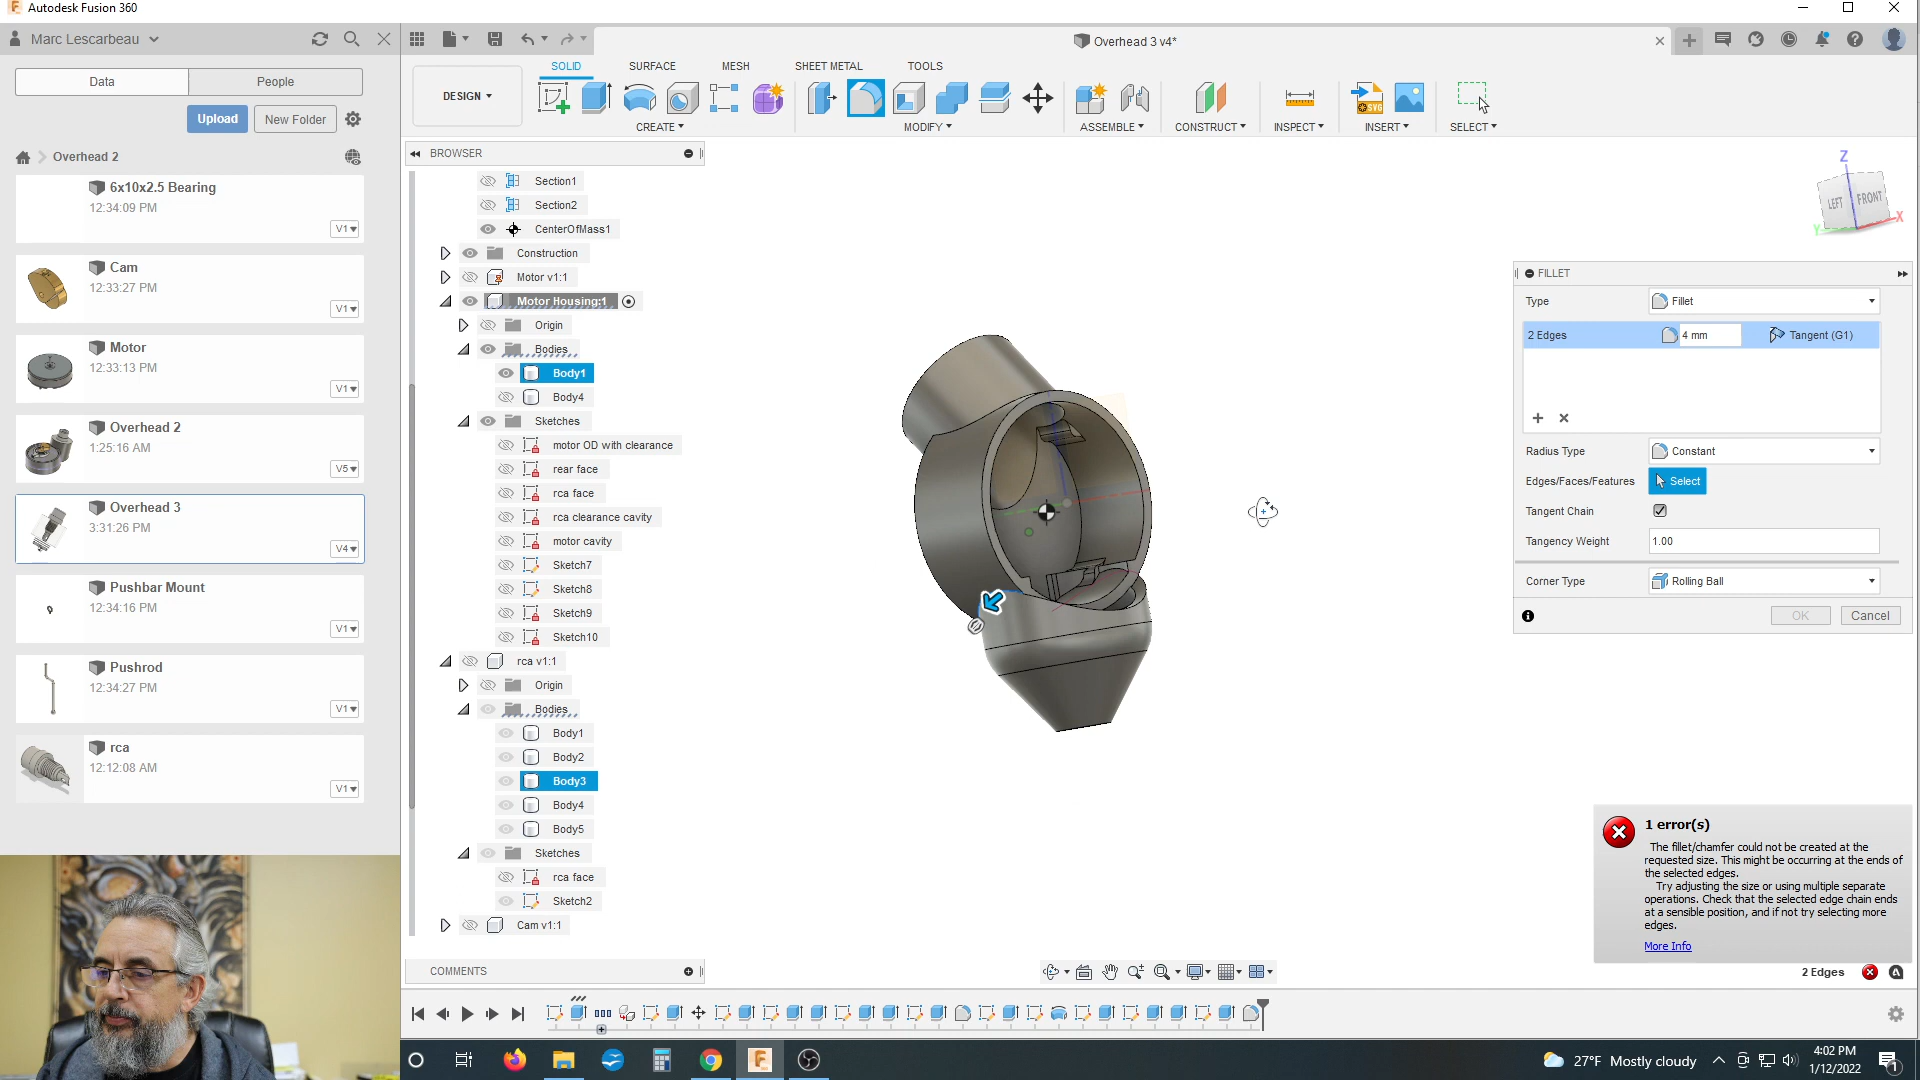 Autodesk Fusion 360
Marc Lescarbeau
Overhead 3 v4*
Data
People
Upload
New Folder
Overhead 2
6x10x2.5 Bearing
12:34:09 PM
V1
Cam
12:33:27 PM
V1
Motor
12:33:13 PM
V1
Overhead 2
1:25:16 AM
V5
Overhead 3
3:31:26 PM
V4
Pushbar Mount
12:34:16 PM
V1
Pushrod
12:34:27 PM
V1
rca
12:12:08 AM
V1
DESIGN
SOLID
SURFACE
MESH
SHEET METAL
TOOLS
CREATE
MODIFY
ASSEMBLE
CONSTRUCT
INSPECT
INSERT
SELECT
SVG
BROWSER
Section1
Section2
CenterOfMass1
Construction
Motor v1:1
Motor Housing:1
Origin
Bodies
Body1
Body4
Sketches
motor OD with clearance
rear face
rca face
rca clearance cavity
motor cavity
Sketch7
Sketch8
Sketch9
Sketch10
rca v1:1
Origin
Bodies
Body1
Body2
Body3
Body4
Body5
Sketches
rca face
Sketch2
Cam v1:1
COMMENTS
Z
LEFT
FRONT
X
Y
FILLET
Type
Fillet
2 Edges
4 mm
Tangent (G1)
Radius Type
Constant
Edges/Faces/Features
Select
Tangent Chain
Tangency Weight
1.00
Corner Type
Rolling Ball
OK
Cancel
1 error(s)
The fillet/chamfer could not be created at the
requested size. This might be occurring at the ends of
the selected edges.
Try adjusting the size or using multiple separate
operations. Check that the selected edge chain ends
at a sensible position, and if not try selecting more
edges.
More Info
2 Edges
27°F Mostly cloudy
4:02 PM
1/12/2022
1